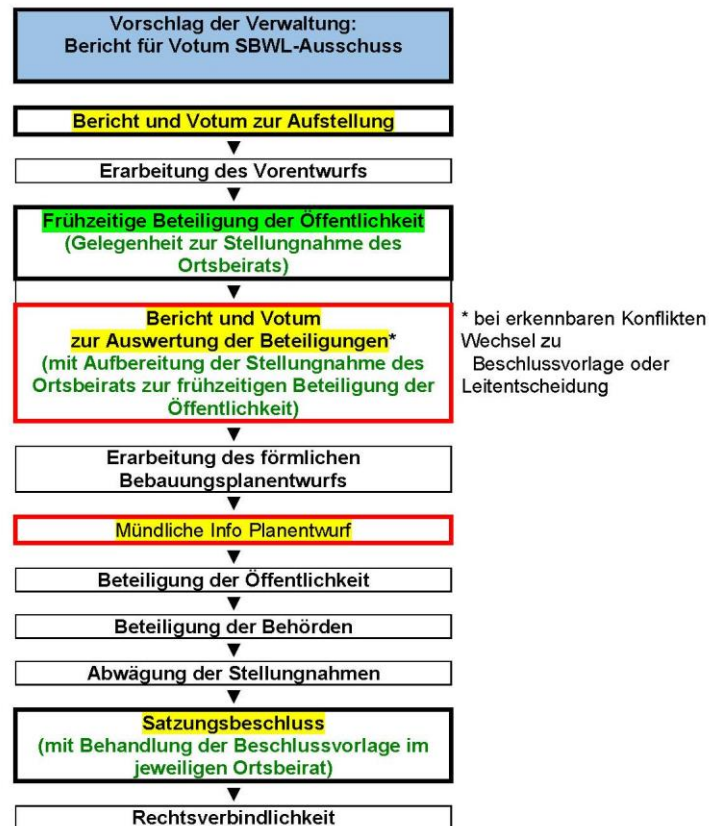 Vorschlag der Verwaltung:
Bericht für Votum SBWL-Ausschuss
Bericht und Votum zur Aufstellung
Erarbeitung des Vorentwurfs
Frühzeitige Beteiligung der Öffentlichkeit
(Gelegenheit zur Stellungnahme des
Ortsbeirats)
Bericht und Votum
zur Auswertung der Beteiligungen*
(mit Aufbereitung der Stellungnahme des
Ortsbeirats zur frühzeitigen Beteiligung der
Öffentlichkeit)
* bei erkennbaren Konflikten
Wechsel zu
Beschlussvorlage oder
Leitentscheidung
Erarbeitung des förmlichen
Bebauungsplanentwurfs
Mündliche Info Planentwurf
Beteiligung der Öffentlichkeit
Beteiligung der Behörden
Abwägung der Stellungnahmen
Satzungsbeschluss
(mit Behandlung der Beschlussvorlage im
jeweiligen Ortsbeirat)
Rechtsverbindlichkeit